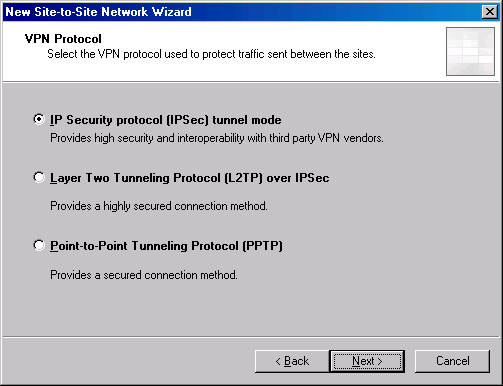 New Site-to-Site Network Wizard
VPN Protocol
Select the VPN protocol used to protect traffic sent between the sites.
IP Security protocol (IPSec) tunnel mode
Provides high security and interoperability with third party VPN vendors.
Layer Two Tunneling Protocol (L2TP) over IPSec
Provides a highly secured connection method.
Point-to-Point Tunneling Protocol (PPTP)
Provides a secured connection method.
< Back
Next >
Cancel